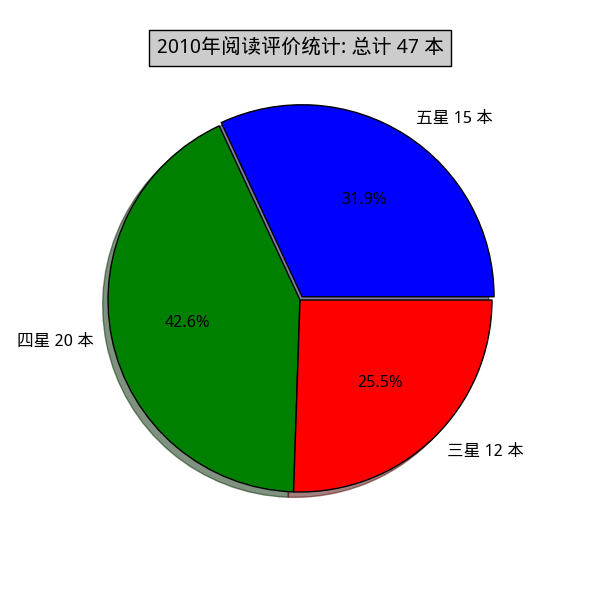 2010年阅读评价统计: 总计 47 本
五星 15 本
31.9%
四星 20 本
42.6%
25.5%
三星 12 本